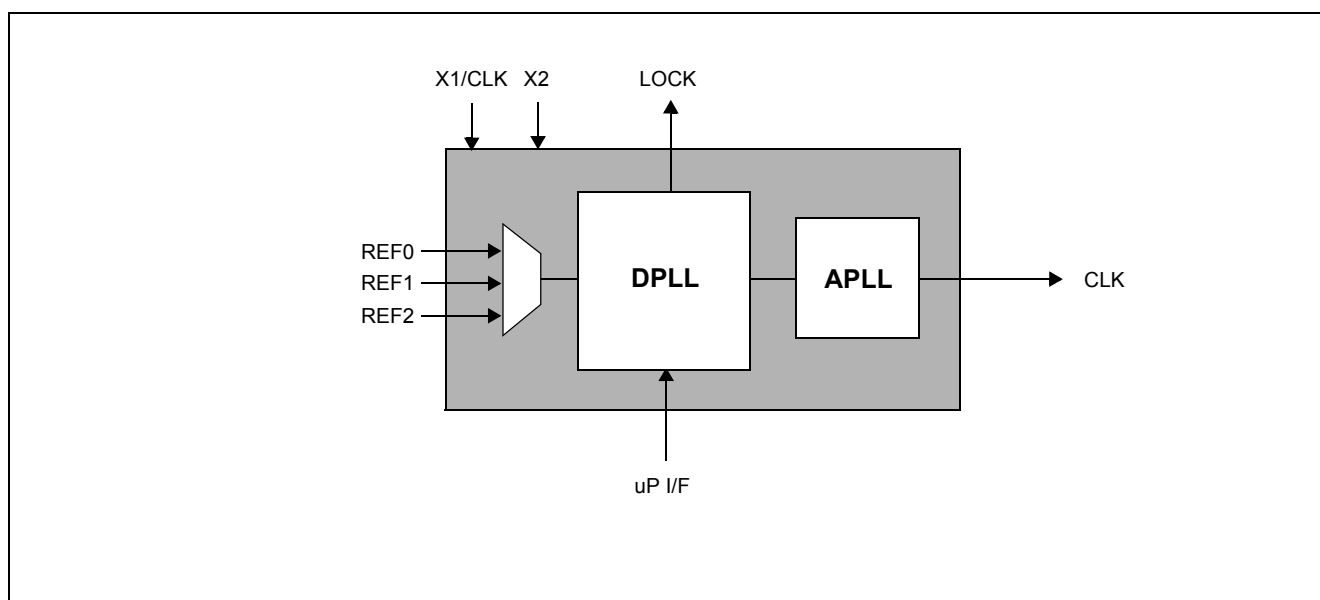 X1/CLK X2 LOCK
REF0
REF1
REF2
DPLL
APLL
CLK
uP I/F